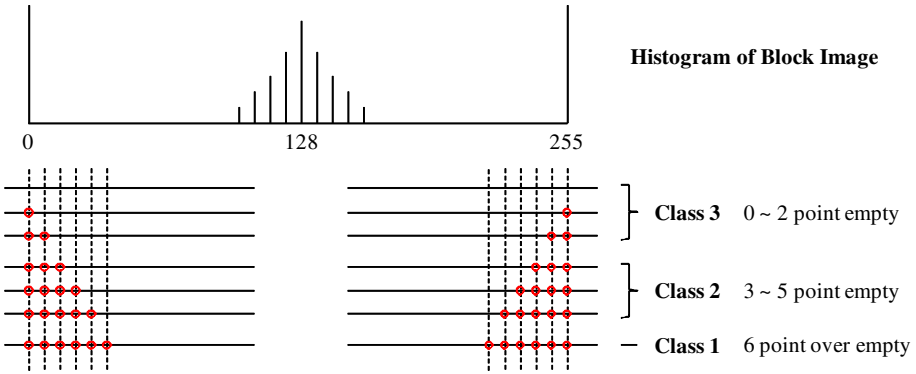 Histogram of Block Image
0 128 255
Class 3 0 ~ 2 point empty
Class 2 3 ~ 5 point empty
Class 1 6 point over empty